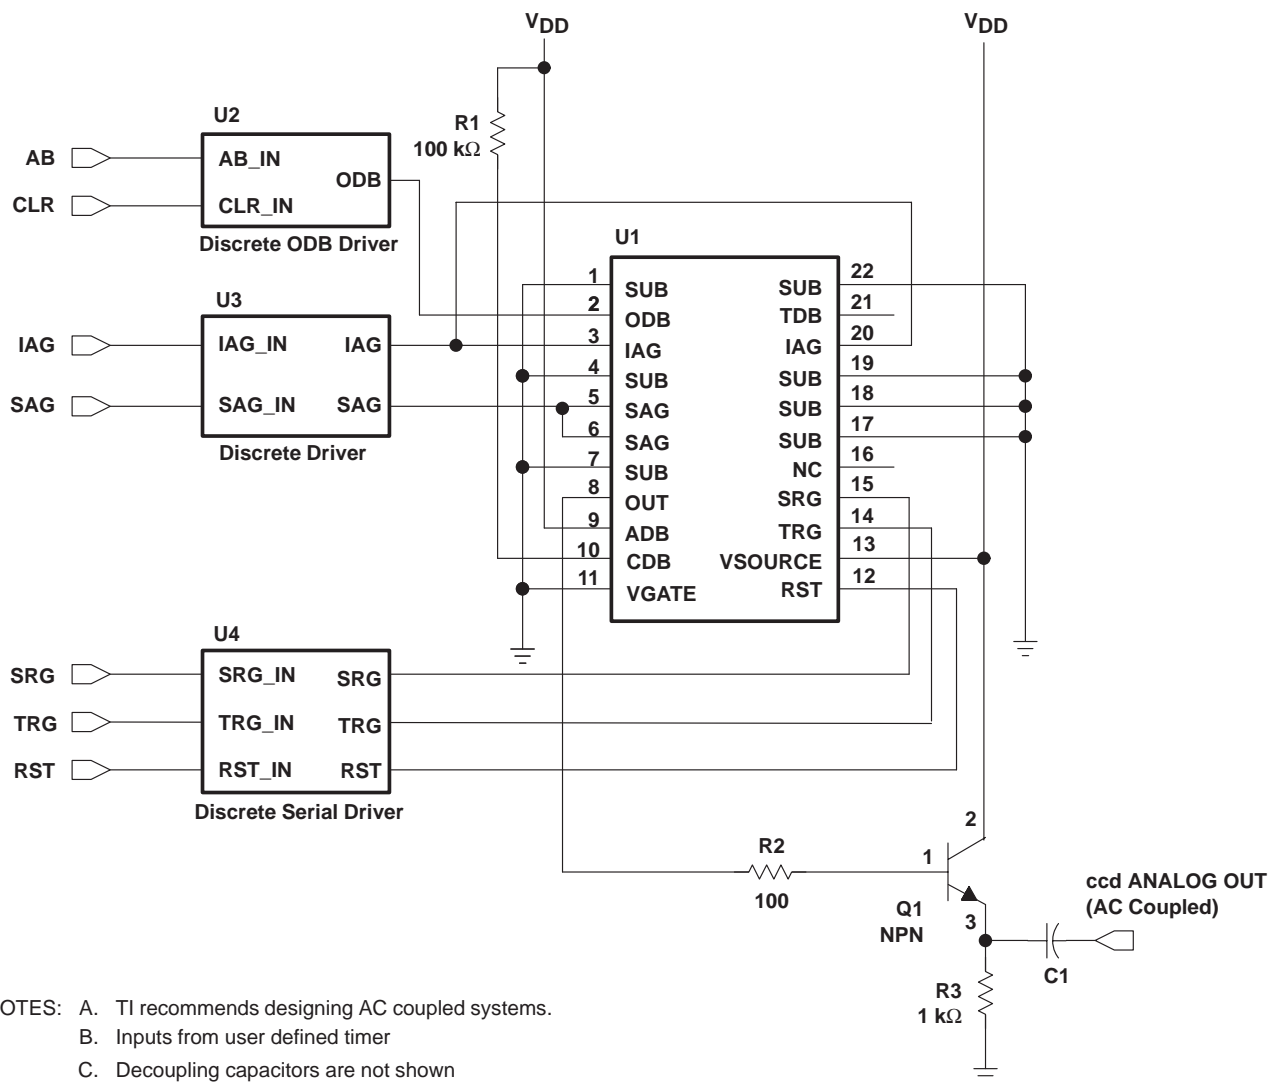 VDD
VDD
U2
R1
100 kΩ
AB
AB_IN
ODB
CLR
CLR_IN
Discrete ODB Driver
U1
U3
IAG
IAG_IN
IAG
SAG
SAG_IN
SAG
Discrete Driver
1
SUB
2
ODB
3
IAG
4
SUB
5
SAG
6
SAG
7
SUB
8
OUT
9
ADB
10
CDB
11
VGATE
SUB
22
TDB
21
IAG
20
SUB
19
SUB
18
SUB
17
NC
16
SRG
15
TRG
14
VSOURCE
13
RST
12
U4
SRG
SRG_IN
SRG
TRG
TRG_IN
TRG
RST
RST_IN
RST
Discrete Serial Driver
R2
100
2
1
Q1
NPN
3
ccd ANALOG OUT
(AC Coupled)
C1
R3
1 kΩ
OTES: A. TI recommends designing AC coupled systems.
B. Inputs from user defined timer
C. Decoupling capacitors are not shown